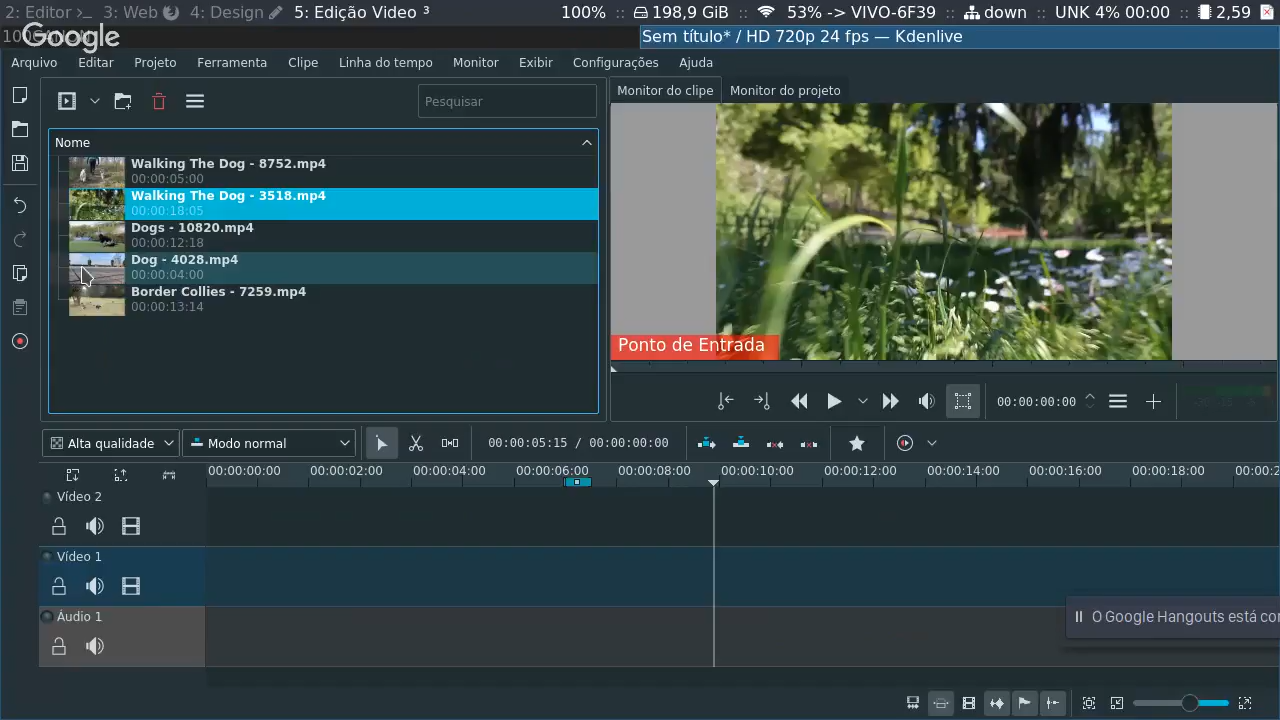 2: Editor 3: Web 4: Design 5: Edição Video ³ 100% :: 198,9 GiB :: 53% -> VIVO-6F39 :: down :: UNK 4% 00:00 :: 2,59
Google
Sem título* / HD 720p 24 fps — Kdenlive
Arquivo Editar Projeto Ferramenta Clipe Linha do tempo Monitor Exibir Configurações Ajuda
Pesquisar
Monitor do clipe Monitor do projeto
Nome
Walking The Dog - 8752.mp4
00:00:05:00
Walking The Dog - 3518.mp4
00:00:18:05
Dogs - 10820.mp4
00:00:12:18
Dog - 4028.mp4
00:00:04:00
Border Collies - 7259.mp4
00:00:13:14
Ponto de Entrada
00:00:00:00
Alta qualidade Modo normal 00:00:05:15 / 00:00:00:00
00:00:00:00 00:00:02:00 00:00:04:00 00:00:06:00 00:00:08:00 00:00:10:00 00:00:12:00 00:00:14:00 00:00:16:00 00:00:18:00 00:00:2
Vídeo 2
Vídeo 1
Áudio 1
O Google Hangouts está co